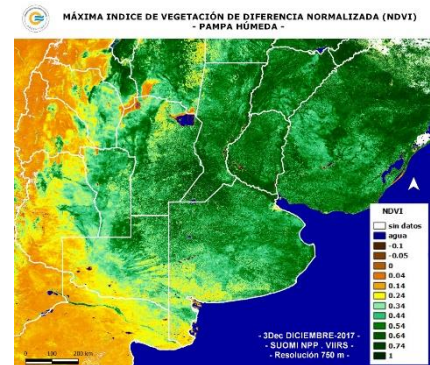 MÁXIMA INDICE DE VEGETACIÓN DE DIFERENCIA NORMALIZADA (NDVI)
- PAMPA HÚMEDA -
NDVI
sin datos
agua
-0.1
-0.05
0
0.04
0.14
0.24
0.34
0.44
0.54
0.64
0.74
1
- 3Dec DICIEMBRE-2017 -
- SUOMI NPP . VIIRS -
- Resolución 750 m -
0 100 200 km